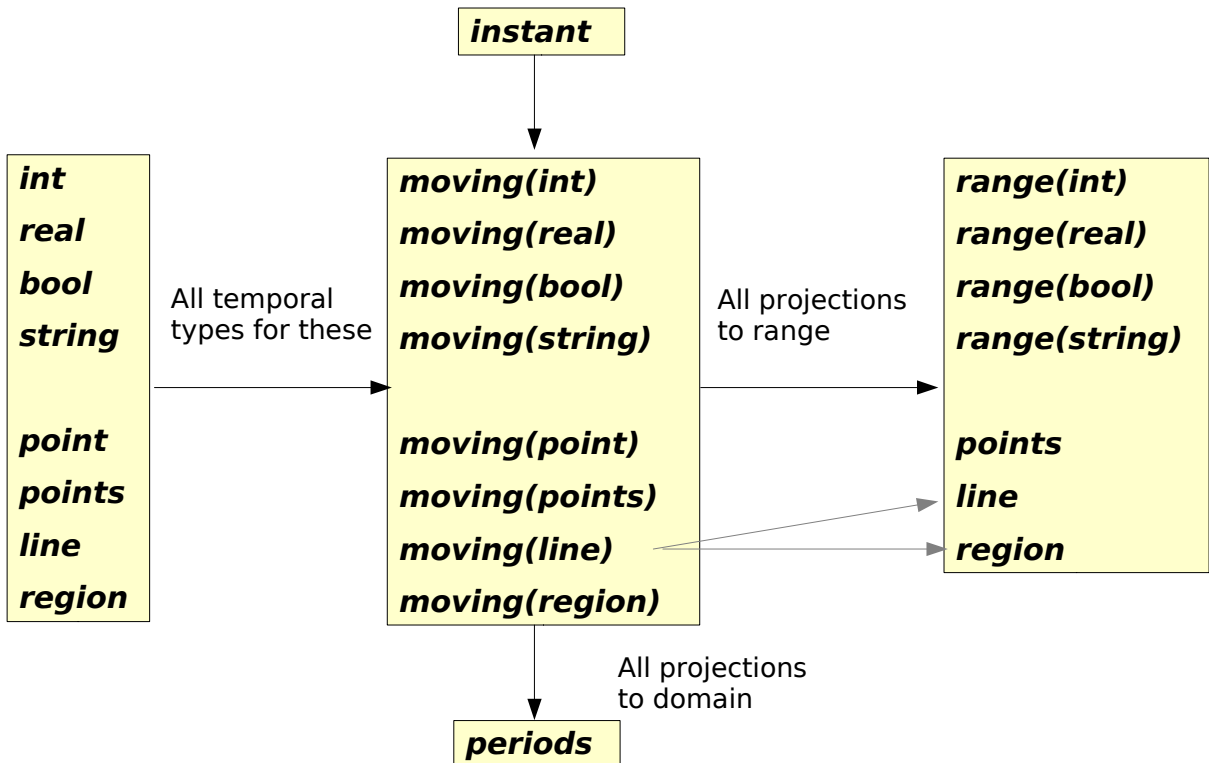 instant
int
real
bool
string
point
points
line
region
All temporal
types for these
moving(int)
moving(real)
moving(bool)
moving(string)
moving(point)
moving(points)
moving(line)
moving(region)
All projections
to range
range(int)
range(real)
range(bool)
range(string)
points
line
region
All projections
to domain
periods